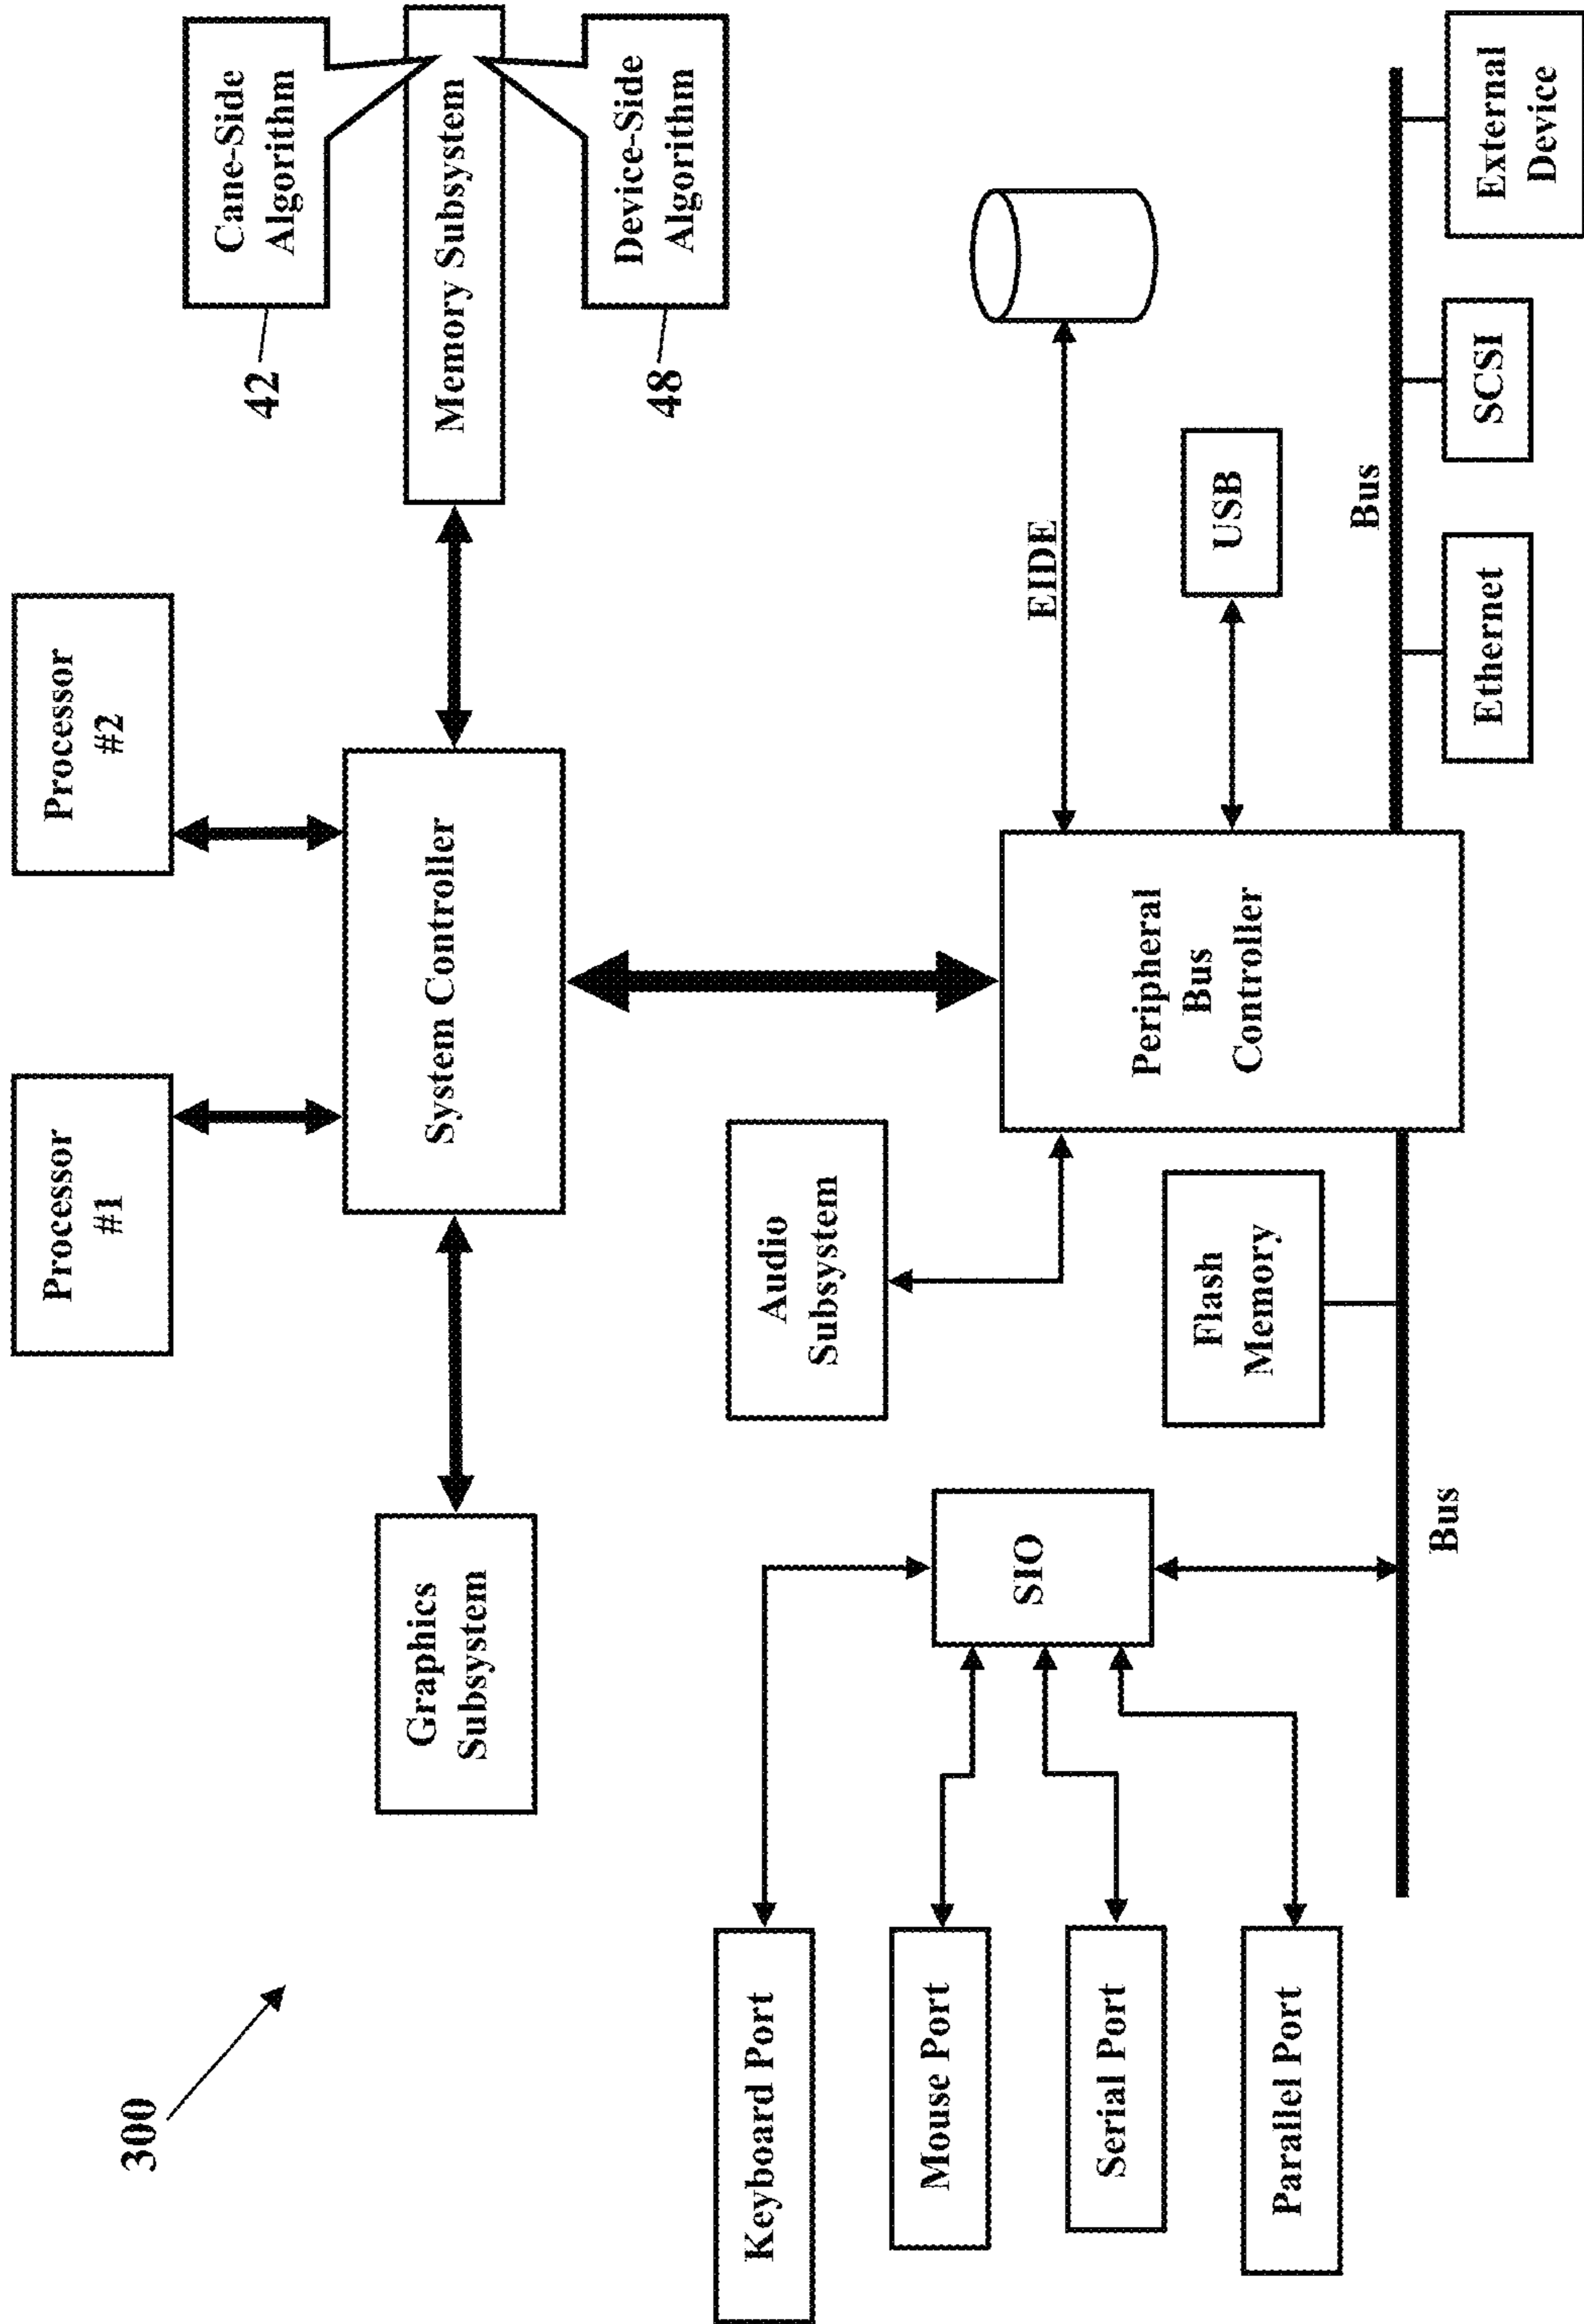 300
Processor
#1
Processor
#2
Graphics
Subsystem
System Controller
Memory Subsystem
42
Cane-Side
Algorithm
48
Device-Side
Algorithm
Keyboard Port
Mouse Port
Serial Port
Parallel Port
SIO
Audio
Subsystem
Flash
Memory
Peripheral
Bus
Controller
EIDE
USB
Bus
Bus
Ethernet
SCSI
External
Device